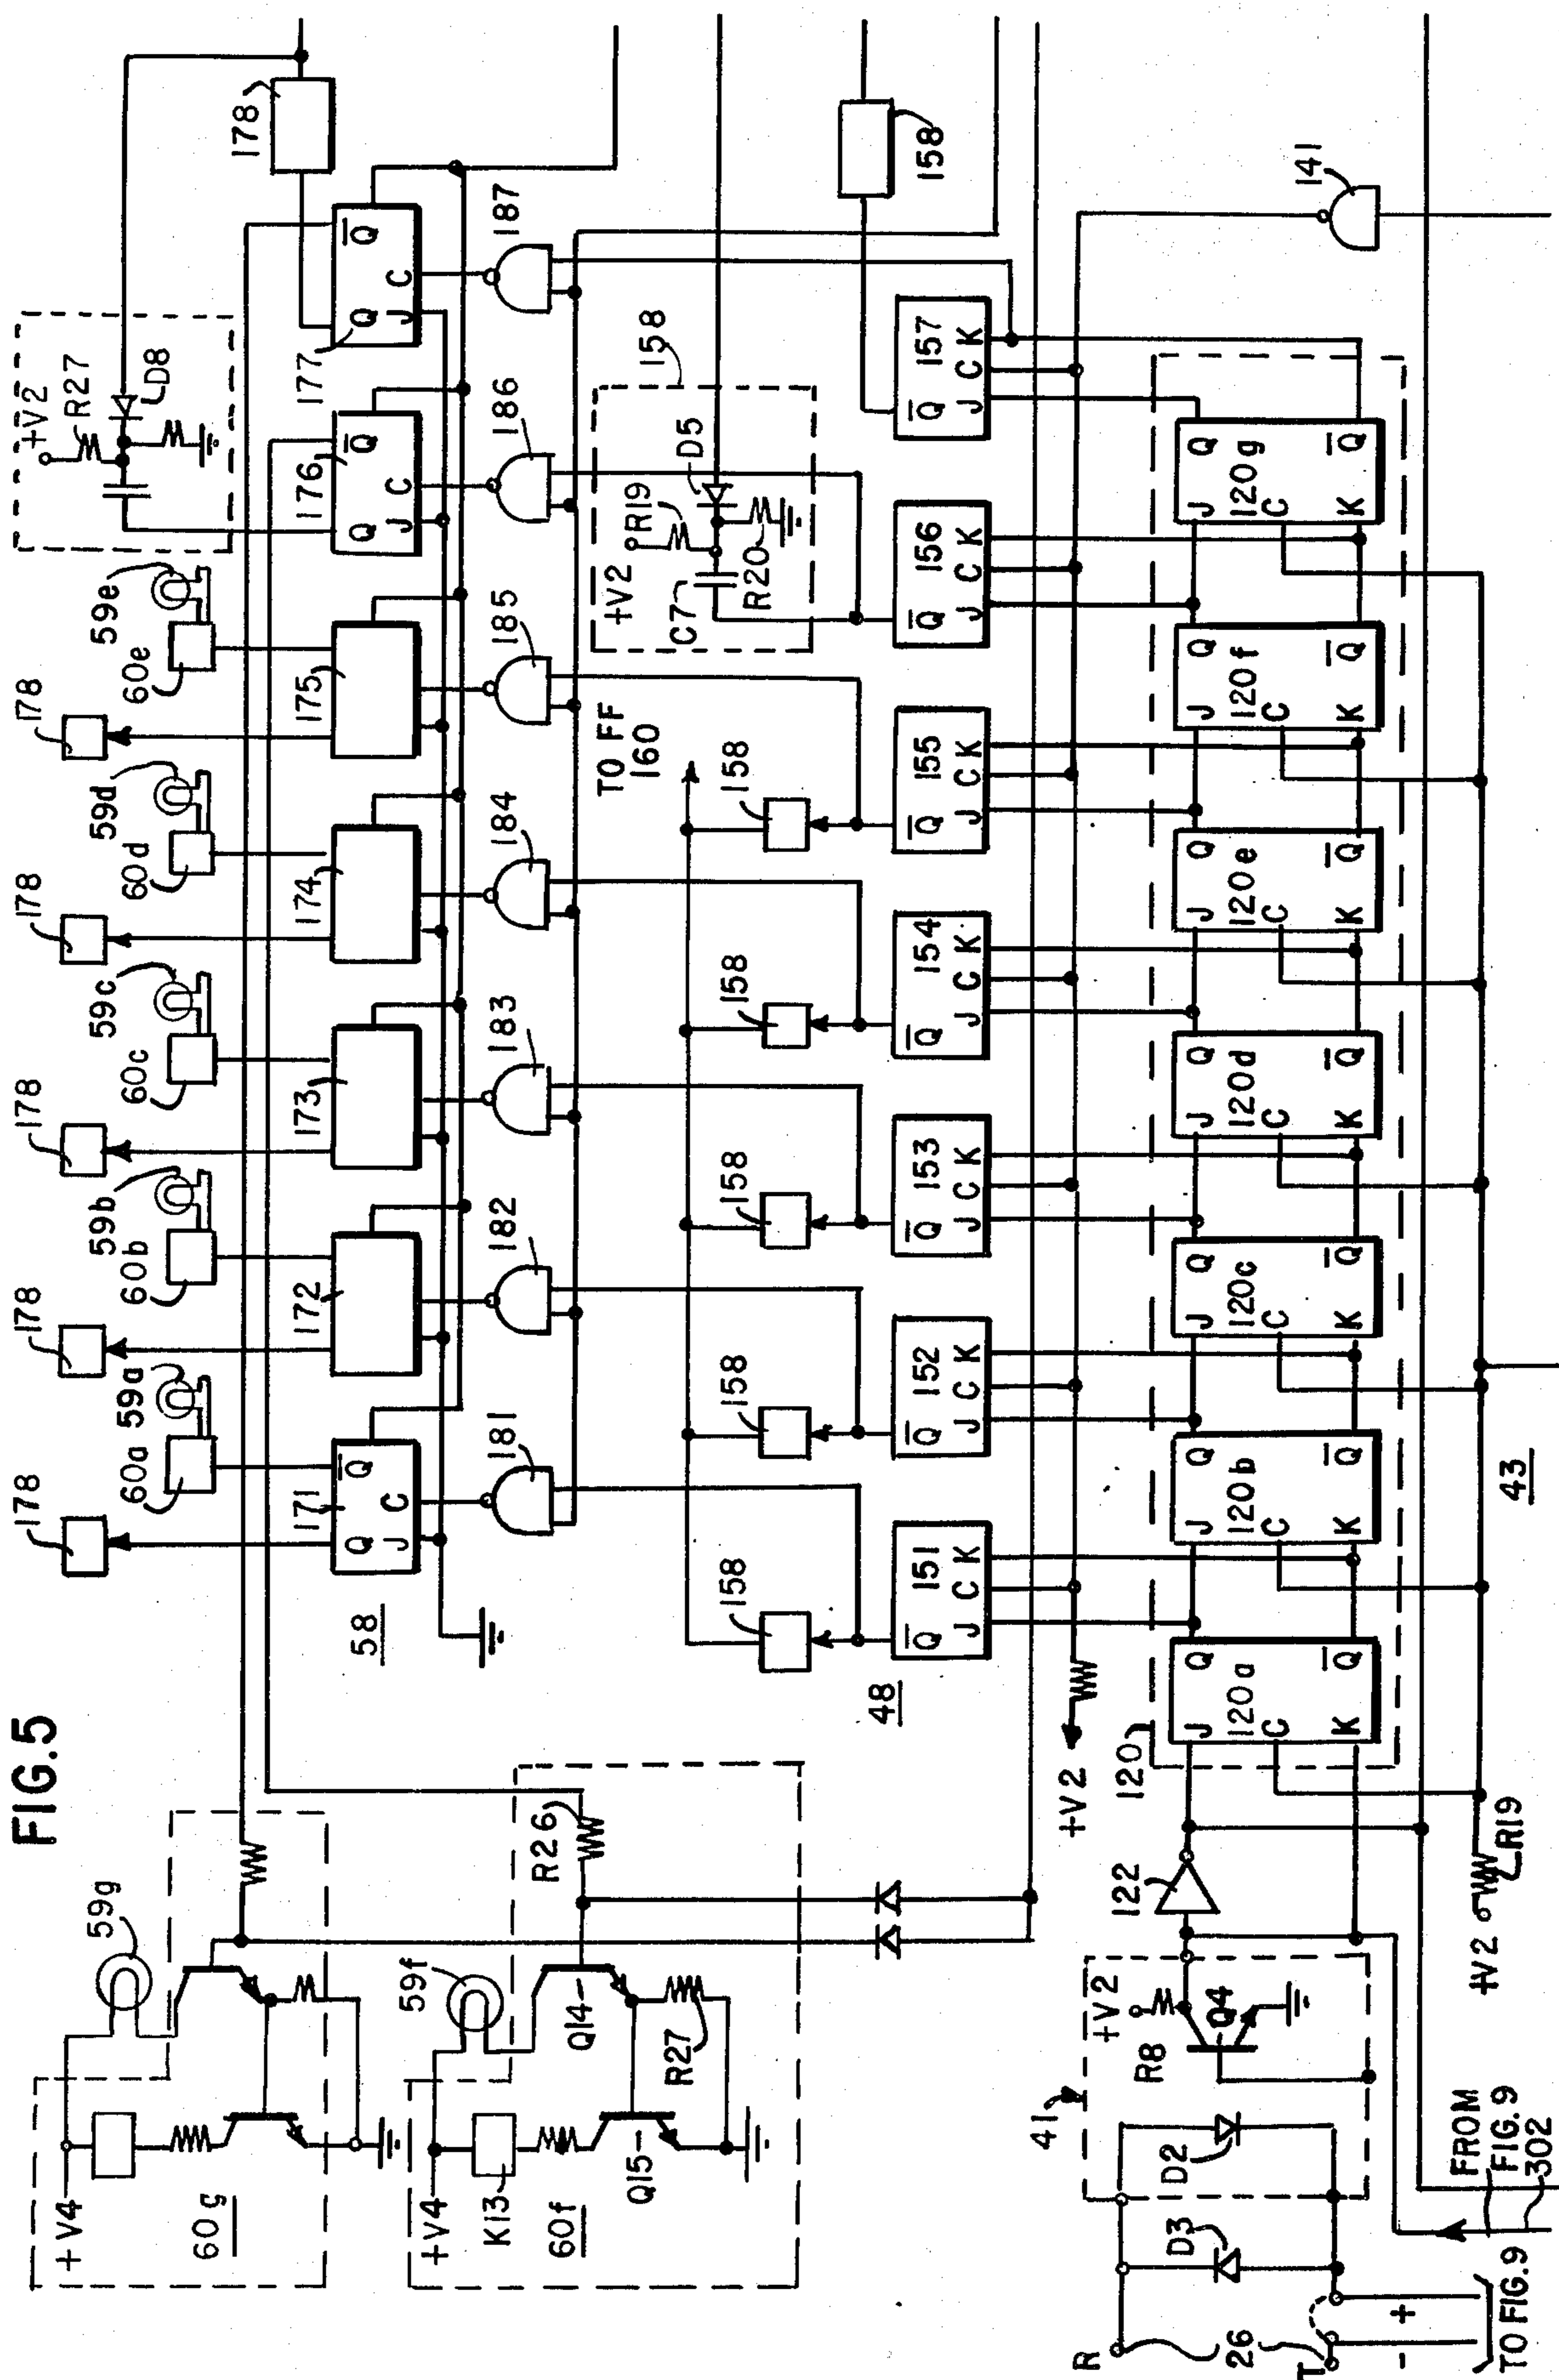 FIG.5
59g
+V4
60g
59f
+V4
K13
60f
Q14
Q15
R26
R27
178
60a
59a
178
60b
59b
178
60c
59c
178
60d
59d
178
60e
59e
+V2
R27
D8
178
58
171
Q
Q̅
J
C
172
173
174
175
176
Q
Q̅
J
C
177
Q
Q̅
J
C
181
182
183
184
185
186
187
TO FF
160
158
158
158
158
158
158
+V2
R19
C7
R20
D5
158
48
151
Q̅
J C K
152
Q̅
J C K
153
Q̅
J C K
154
Q̅
J C K
155
Q̅
J C K
156
Q̅
J C K
157
Q̅
J C K
+V2
141
120
120a
J
C
K
Q
Q̅
120b
J
C
K
Q
Q̅
120c
J
C
K
Q
Q̅
120d
J
C
K
Q
Q̅
120e
J
C
K
Q
Q̅
120f
J
C
K
Q
Q̅
120g
J
C
K
Q
Q̅
122
+V2
R19
43
41
+V2
R8
Q4
D2
D3
R
26
T
+
-
TO FIG.9
FROM
FIG.9
302